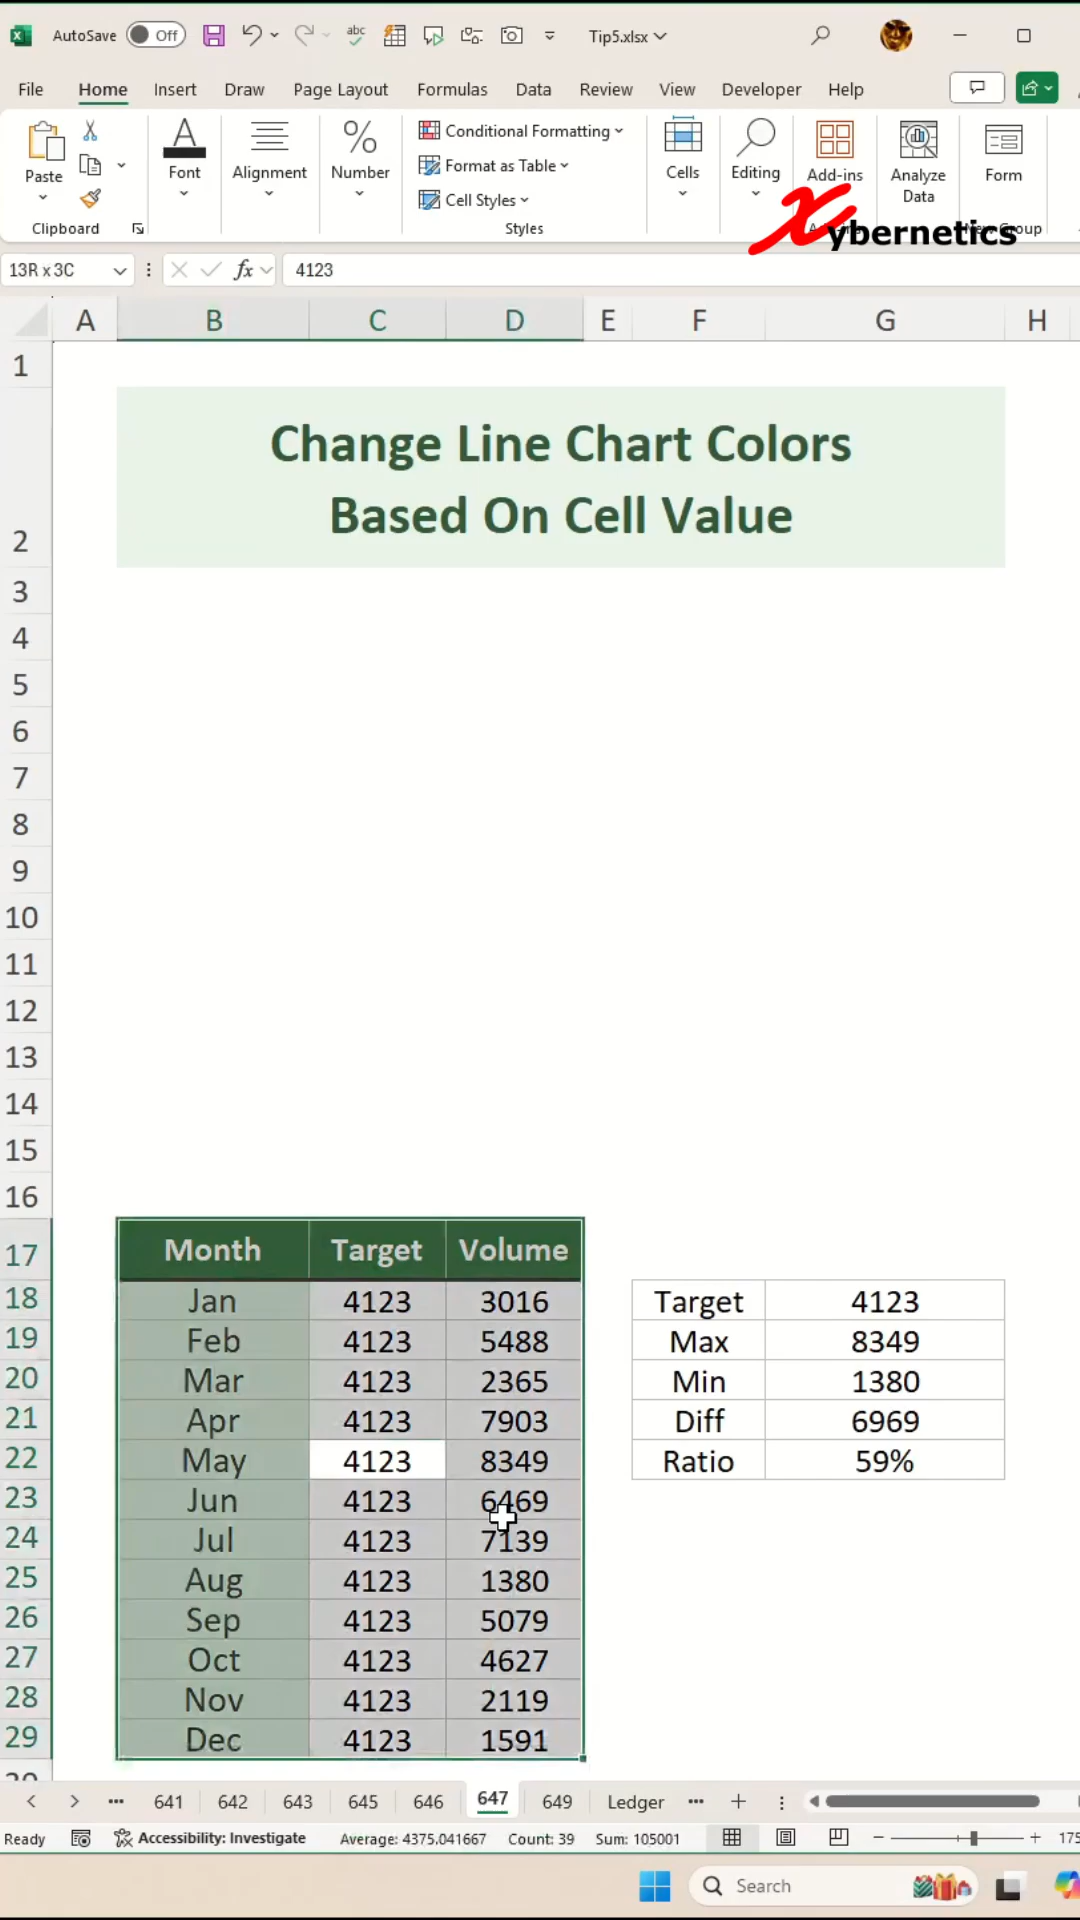 AutoSave Off abc Tip5.xlsx
File Home Insert Draw Page Layout Formulas Data Review View Developer Help
Paste Font Alignment Number Conditional Formatting Cells Editing Add-ins Analyze Data Form
Format as Table
Cell Styles
Clipboard Styles New Group
Xybernetics
13R x 3C fx 4123
A B C D E F G H
1
Change Line Chart Colors
Based On Cell Value
2
3
4
5
6
7
8
9
10
11
12
13
14
15
16
17 Month Target Volume
18 Jan 4123 3016 Target 4123
19 Feb 4123 5488 Max 8349
20 Mar 4123 2365 Min 1380
21 Apr 4123 7903 Diff 6969
22 May 4123 8349 Ratio 59%
23 Jun 4123 6469
24 Jul 4123 7139
25 Aug 4123 1380
26 Sep 4123 5079
27 Oct 4123 4627
28 Nov 4123 2119
29 Dec 4123 1591
641 642 643 645 646 647 649 Ledger
Ready Accessibility: Investigate Average: 4375.041667 Count: 39 Sum: 105001
Search